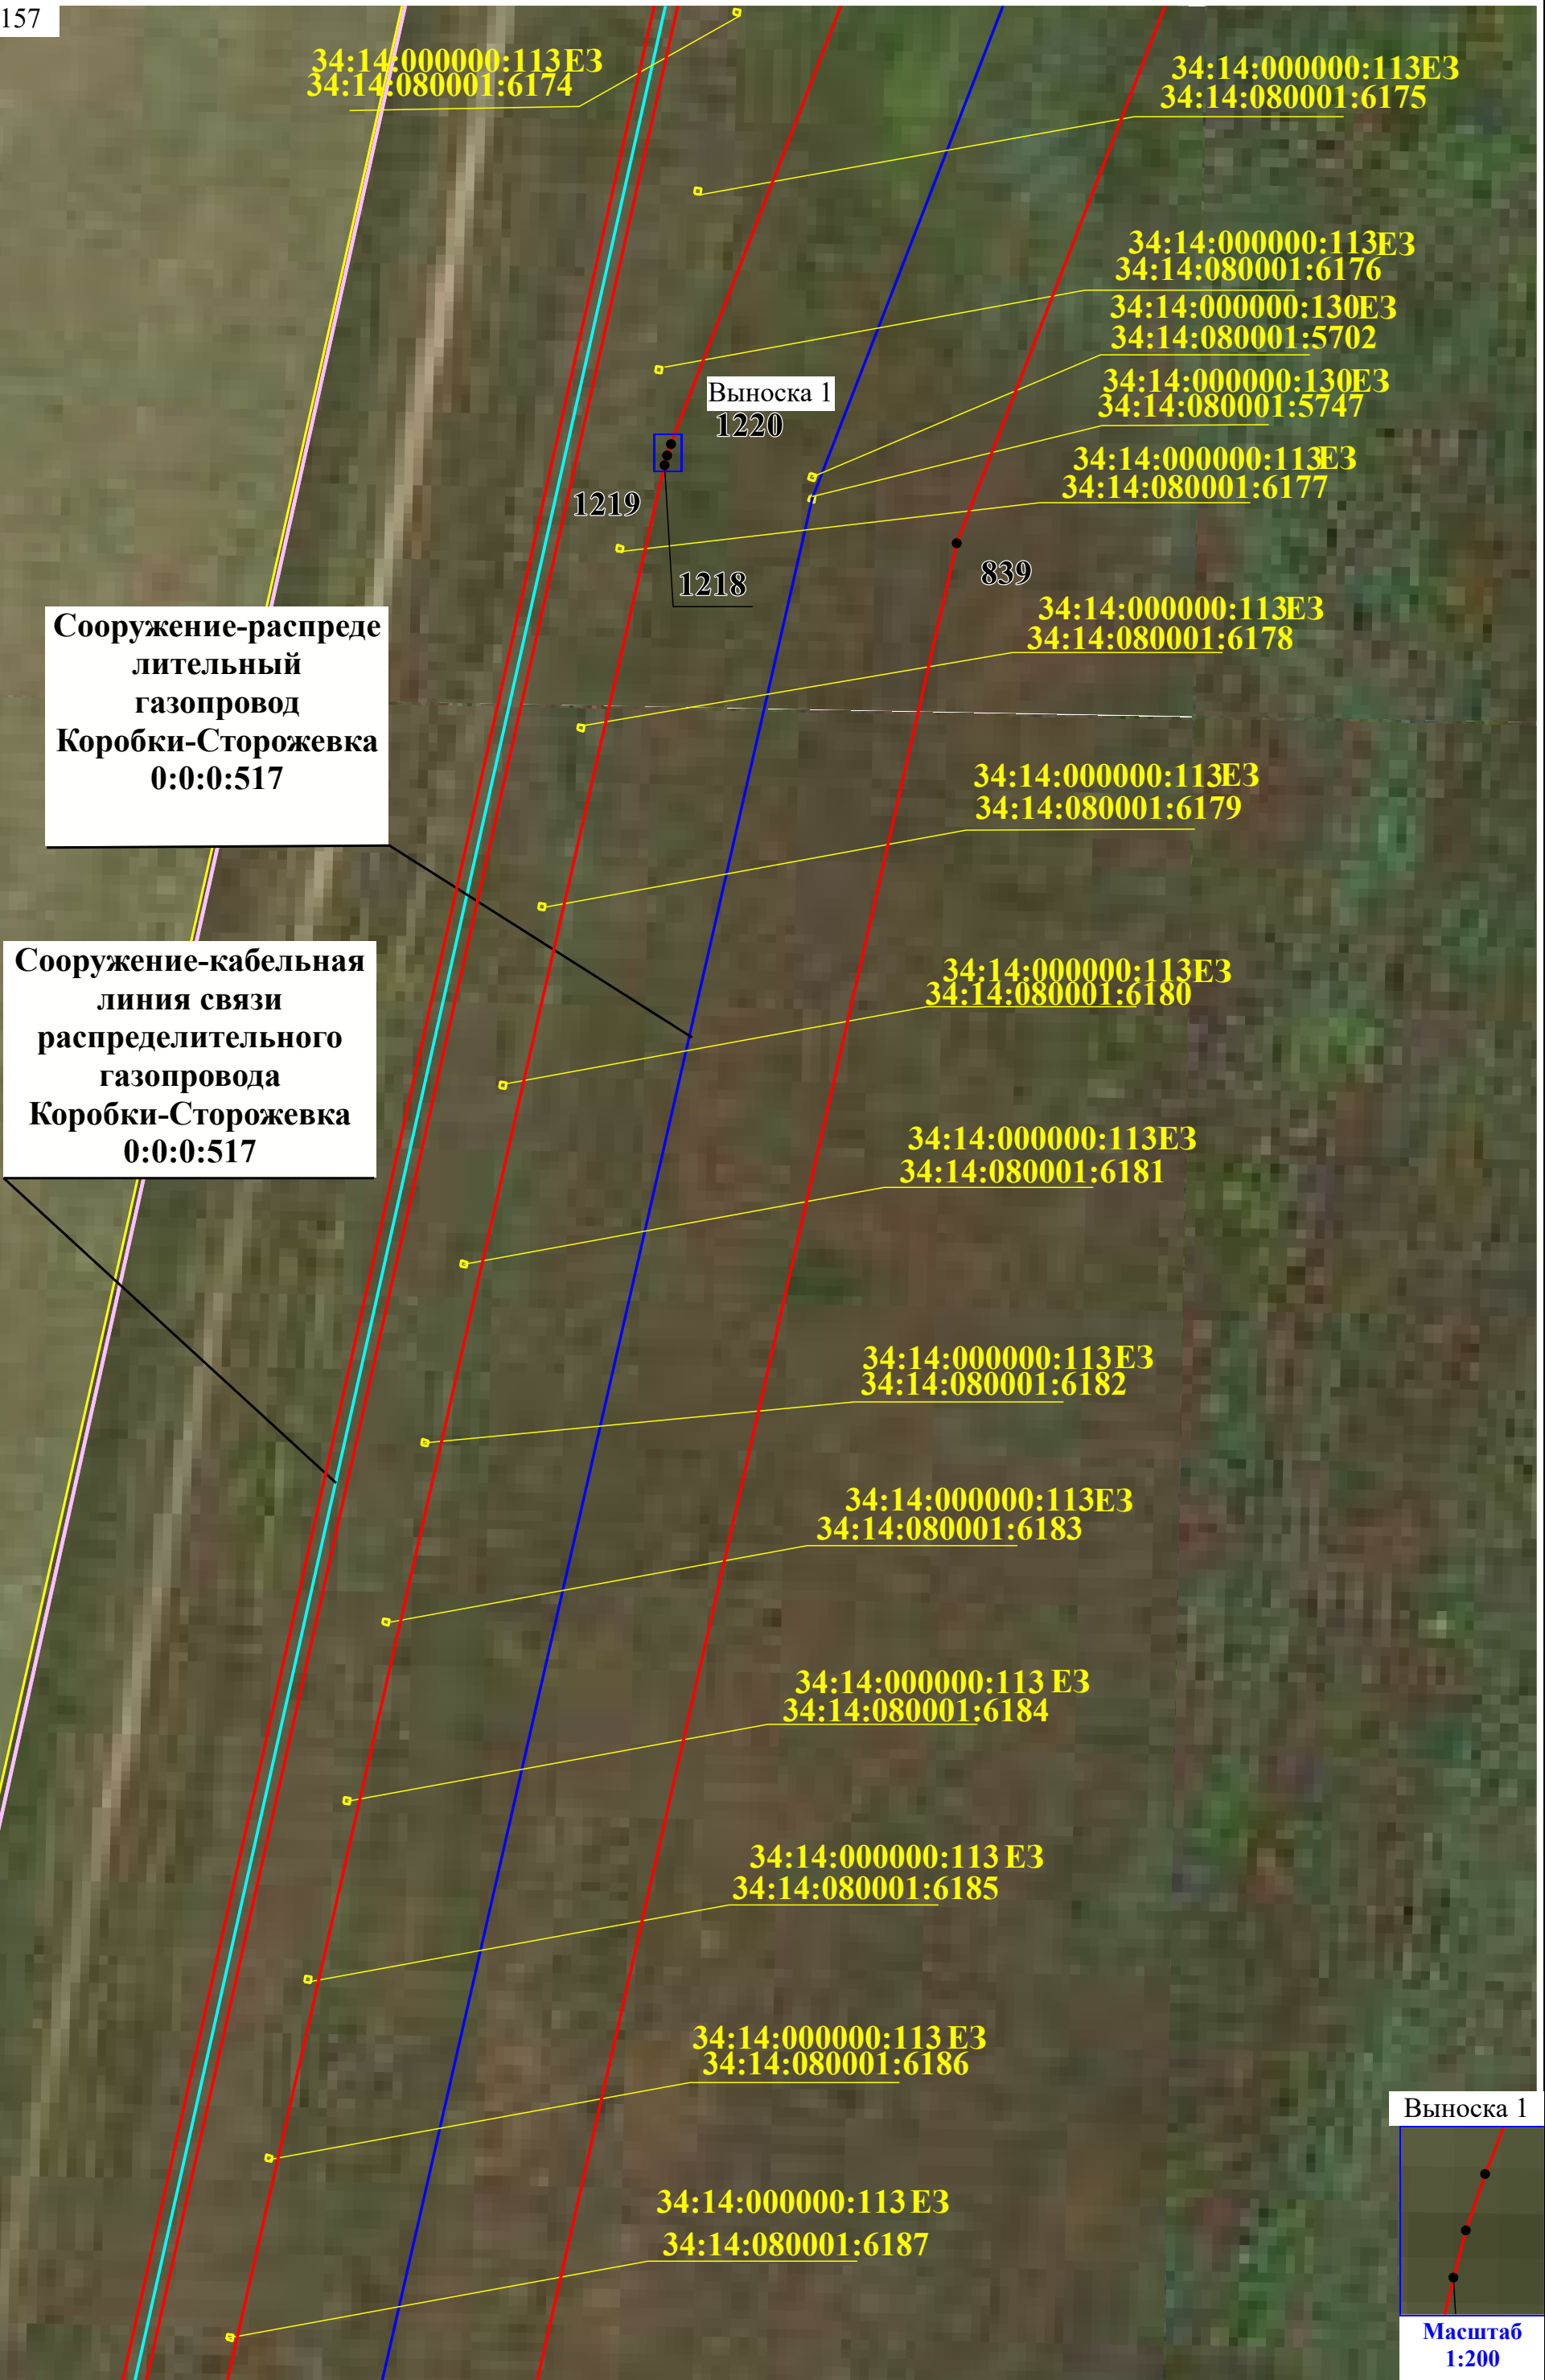 157
34:14:000000:113ЕЗ
34:14:080001:6174
34:14:000000:113ЕЗ
34:14:080001:6175
34:14:000000:113ЕЗ
34:14:080001:6176
34:14:000000:130ЕЗ
34:14:080001:5702
34:14:000000:130ЕЗ
34:14:080001:5747
Выноска 1
1220
34:14:000000:113ЕЗ
34:14:080001:6177
1219
1218
839
34:14:000000:113ЕЗ
34:14:080001:6178
Сооружение-распреде
лительный
газопровод
Коробки-Сторожевка
0:0:0:517
34:14:000000:113ЕЗ
34:14:080001:6179
Сооружение-кабельная
линия связи
распределительного
газопровода
Коробки-Сторожевка
0:0:0:517
34:14:000000:113ЕЗ
34:14:080001:6180
34:14:000000:113ЕЗ
34:14:080001:6181
34:14:000000:113ЕЗ
34:14:080001:6182
34:14:000000:113ЕЗ
34:14:080001:6183
34:14:000000:113 ЕЗ
34:14:080001:6184
34:14:000000:113 ЕЗ
34:14:080001:6185
34:14:000000:113 ЕЗ
34:14:080001:6186
34:14:000000:113 ЕЗ
34:14:080001:6187
Выноска 1
Масштаб
1:200